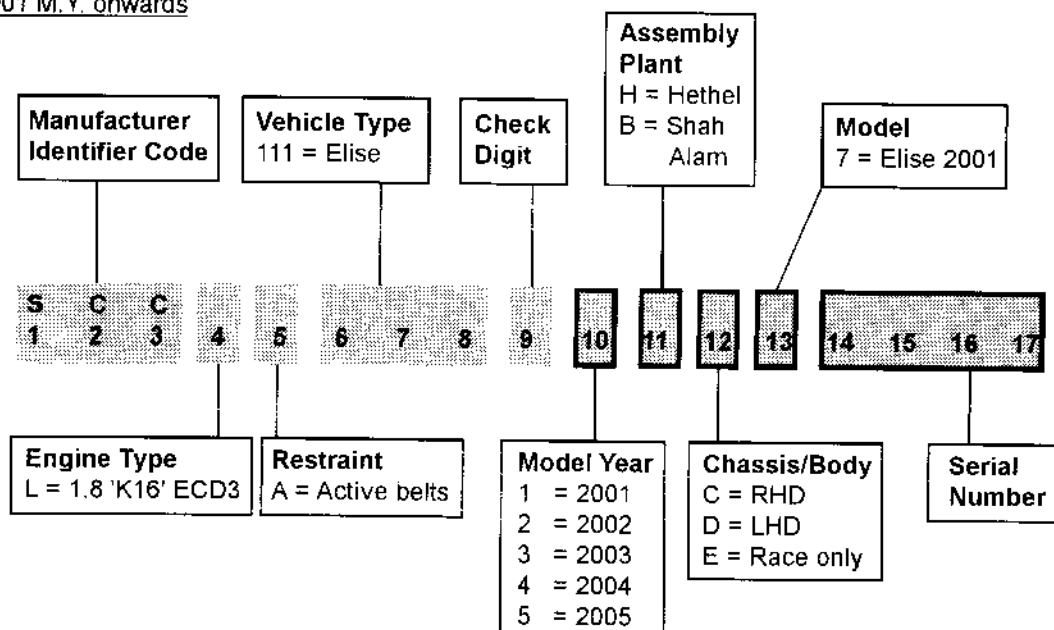 01 M.Y. onwards
Assembly
Plant
H = Hethel
B = Shah
Alam
Manufacturer
Identifier Code
Vehicle Type
111 = Elise
Check
Digit
Model
7 = Elise 2001
S C C
1 2 3 4 5 6 7 8 9 10 11 12 13 14 15 16 17
Engine Type
L = 1.8 'K16' ECD3
Restraint
A = Active belts
Model Year
1 = 2001
2 = 2002
3 = 2003
4 = 2004
5 = 2005
Chassis/Body
C = RHD
D = LHD
E = Race only
Serial
Number